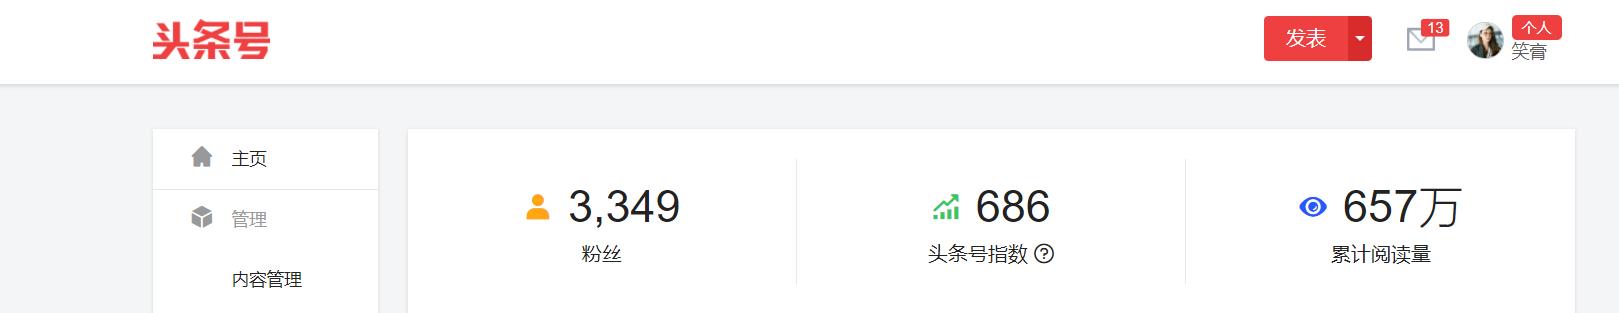 头条号
发表
13
个人
笑膏
主页
管理
内容管理
3,349
粉丝
686
头条号指数 ?
657万
累计阅读量